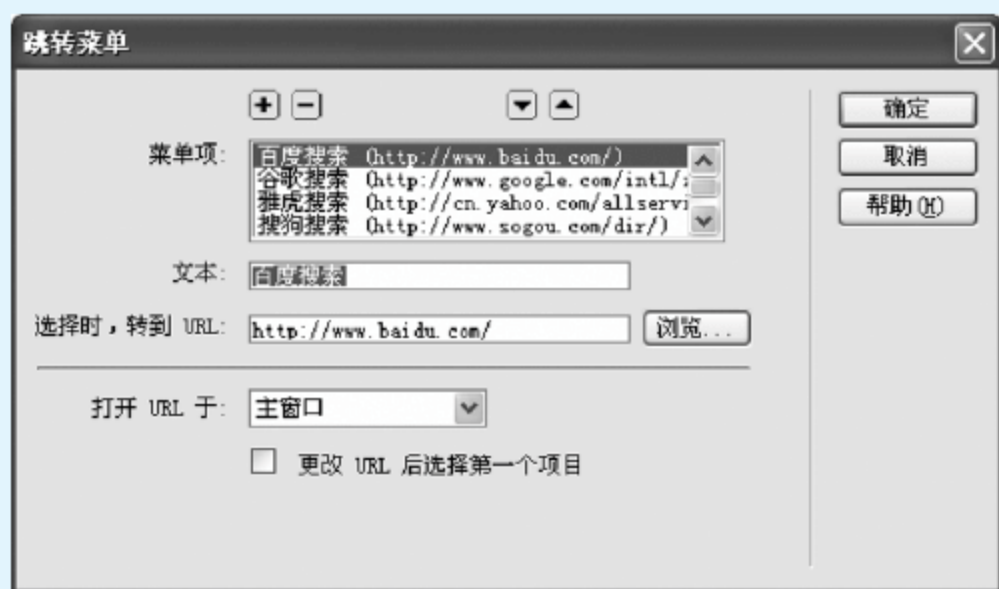 跳转菜单
确定
菜单项: 百度搜索 (http://www.baidu.com/)
取消
谷歌搜索 (http://www.google.com/intl/
雅虎搜索 (http://cn.yahoo.com/allservi
帮助(H)
搜狗搜索 (http://www.sogou.com/dir/)
文本: 百度搜索
选择时，转到 URL: http://www.baidu.com/ 浏览...
打开 URL 于: 主窗口
更改 URL 后选择第一个项目